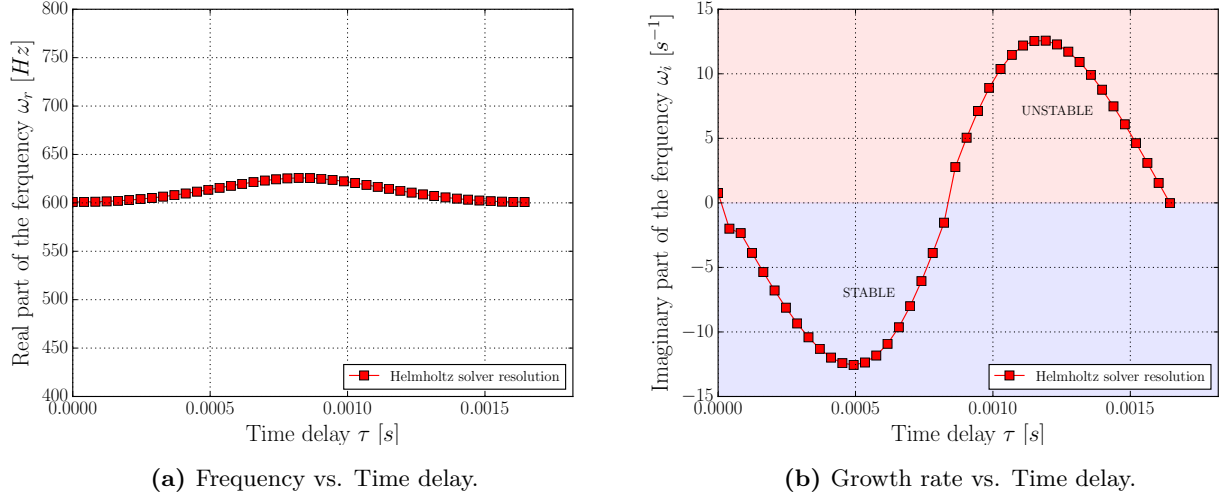 800
750
700
650
600
550
500
450
400
Real part of the ferquency ω_r [Hz]
0.0000 0.0005 0.0010 0.0015
Time delay τ [s]
Helmholtz solver resolution
(a) Frequency vs. Time delay.
15
10
5
0
−5
−10
−15
Imaginary part of the ferquency ω_i [s⁻¹]
UNSTABLE
STABLE
Helmholtz solver resolution
0.0000 0.0005 0.0010 0.0015
Time delay τ [s]
(b) Growth rate vs. Time delay.